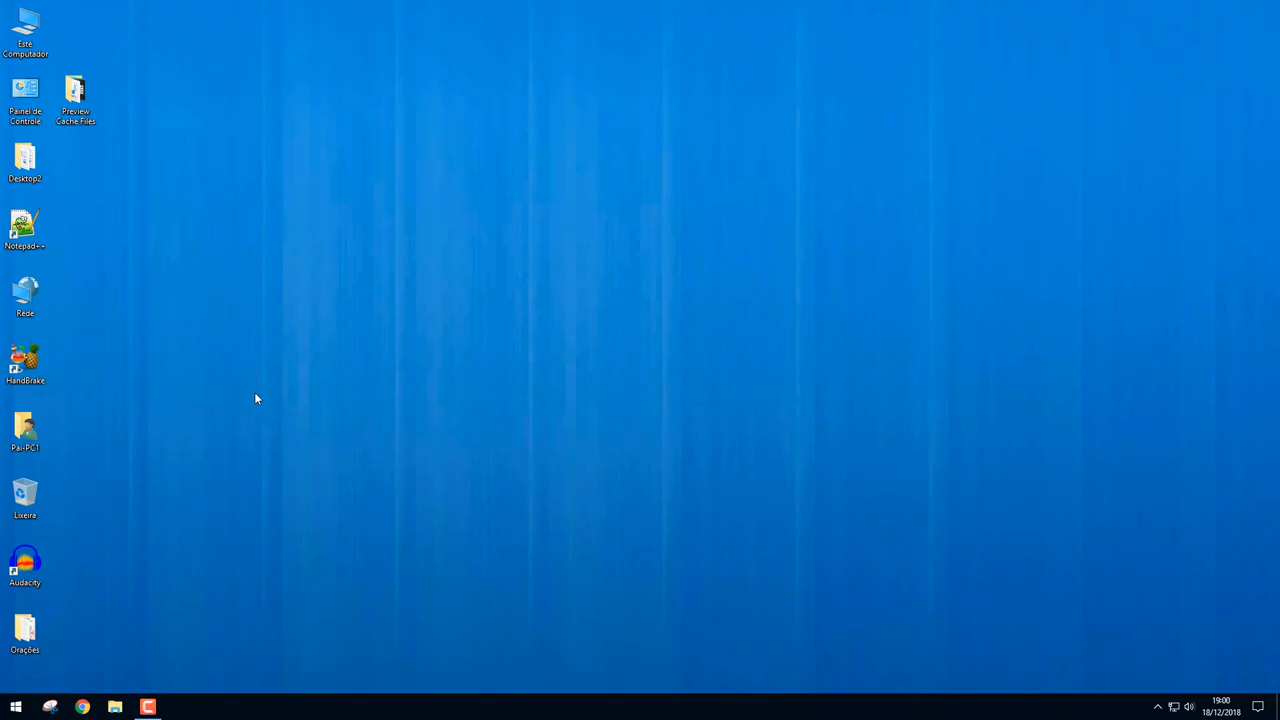 Este
Computador
Painel de
Controle
Preview
Cache Files
Desktop2
Notepad++
Rede
HandBrake
Pai-PC1
Lixeira
Audacity
Orações
19:00
18/12/2018